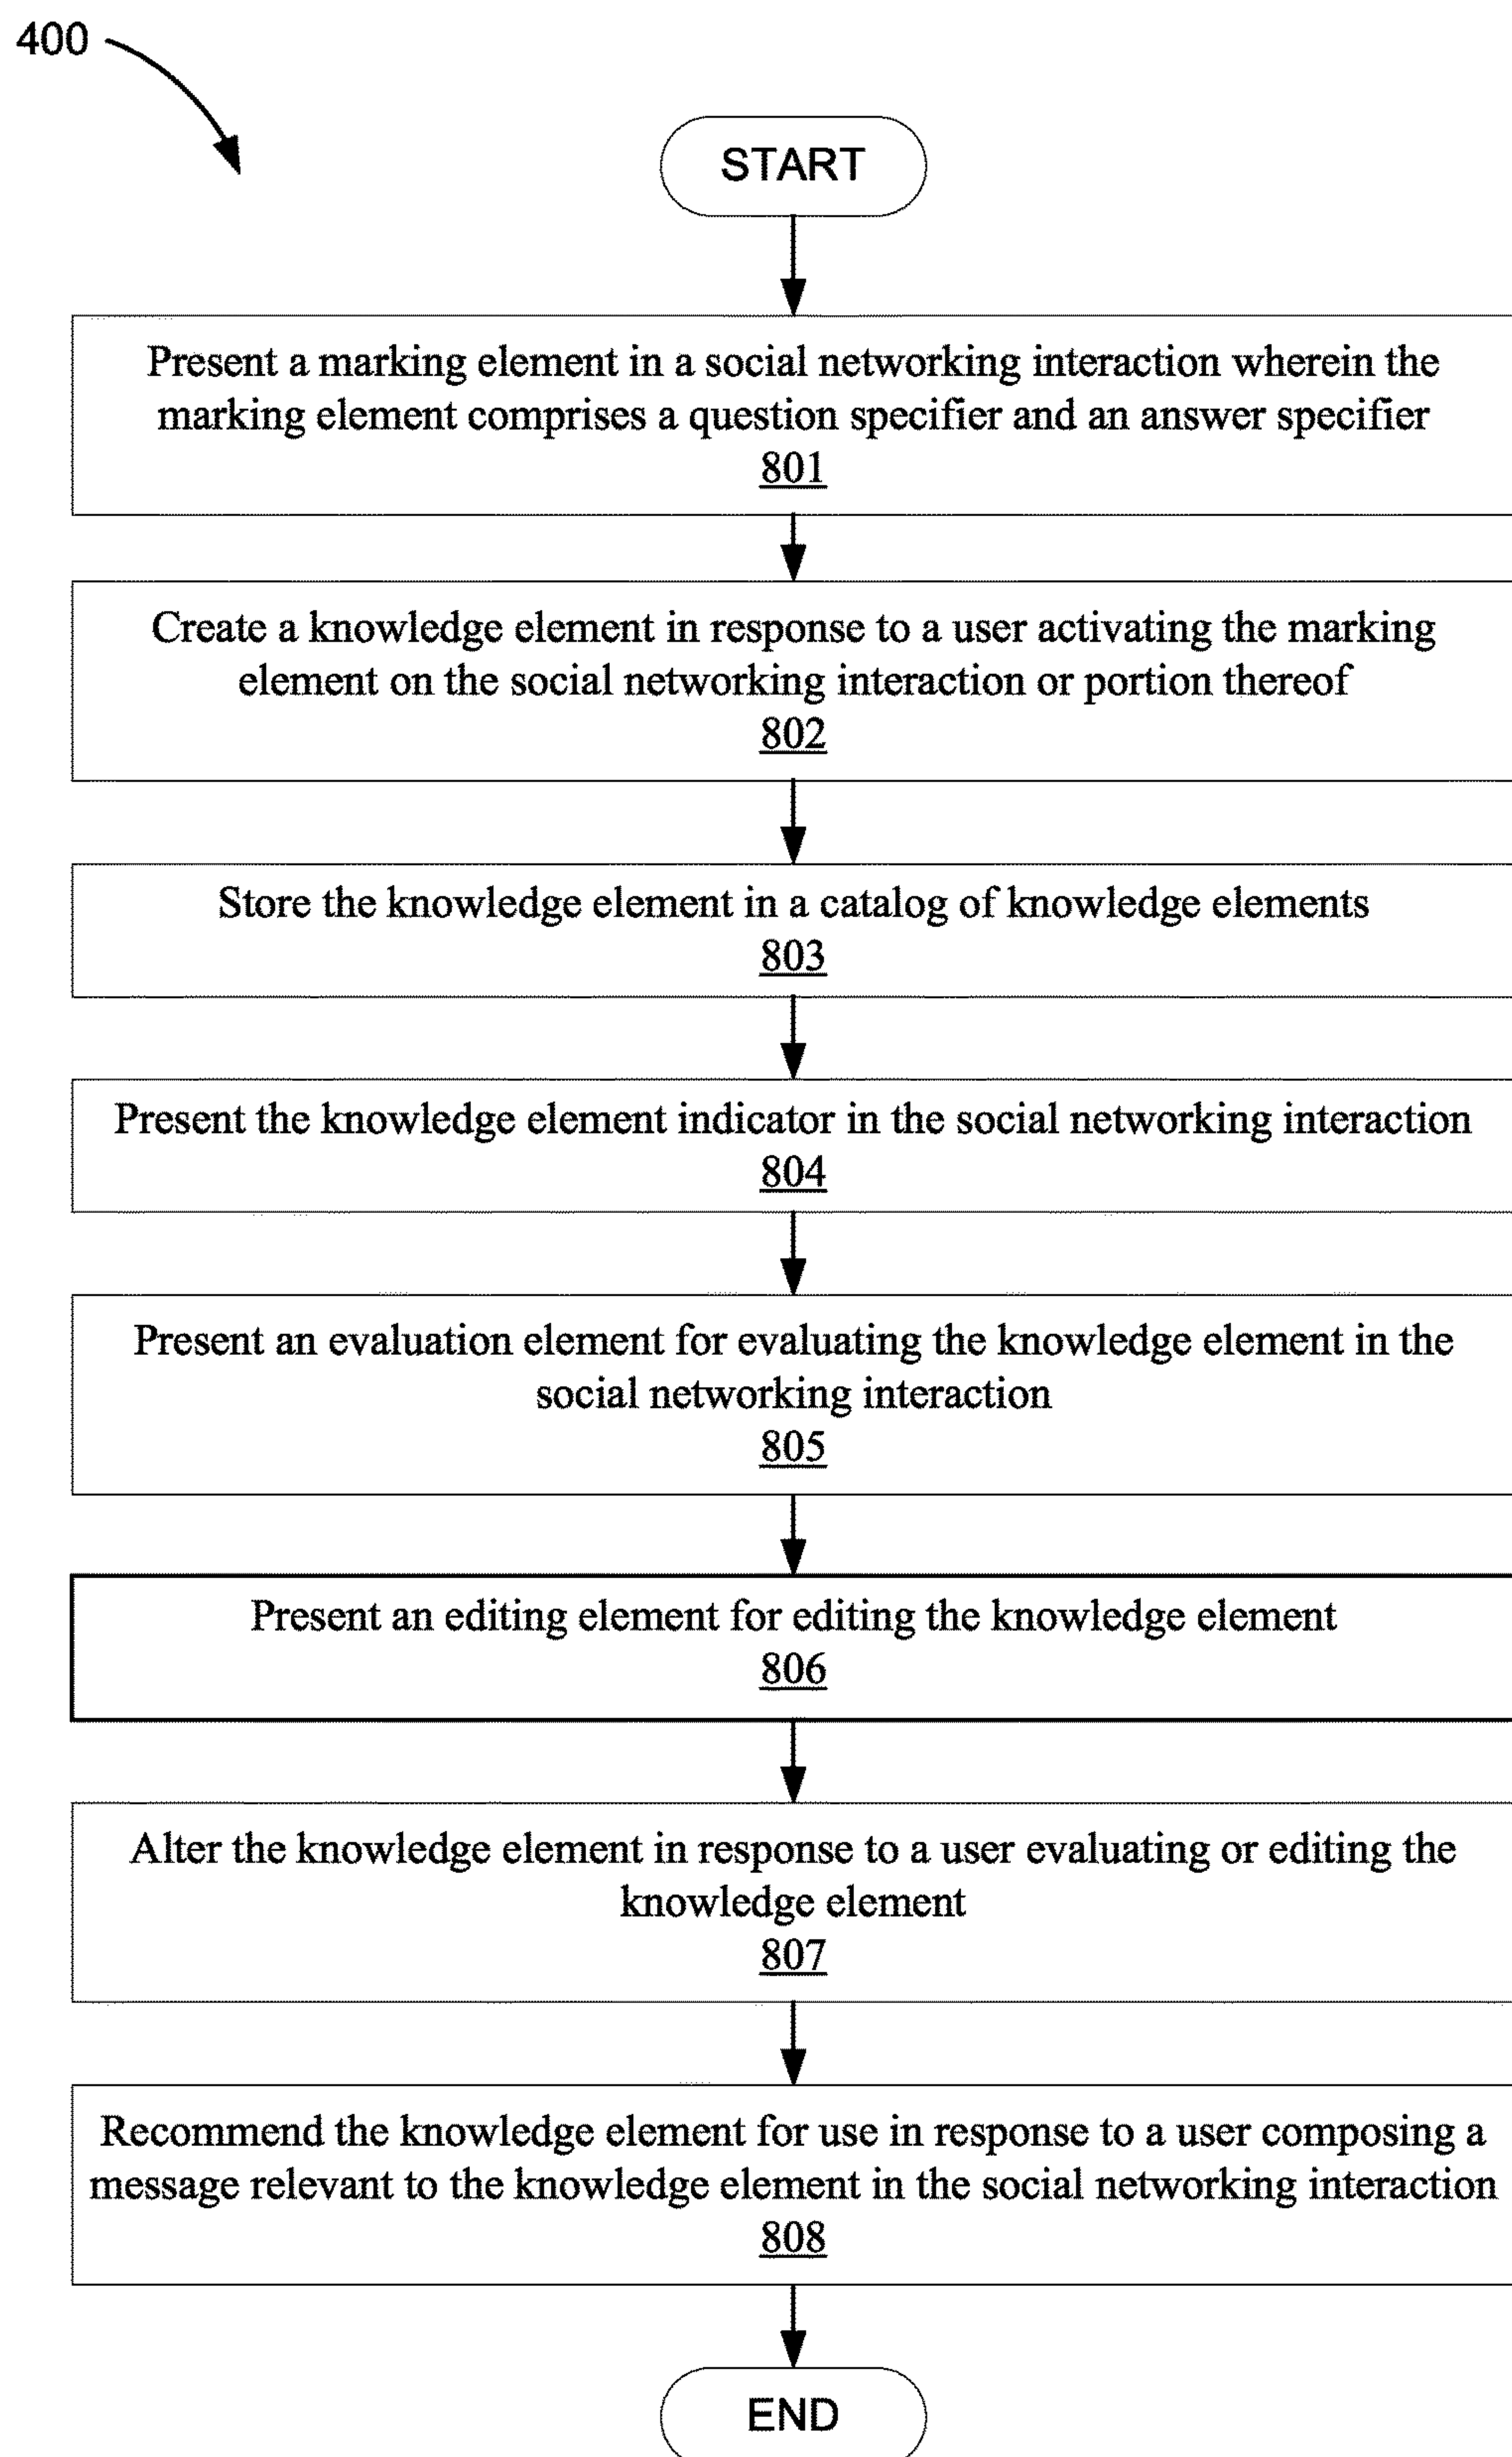 400
START
Present a marking element in a social networking interaction wherein the
marking element comprises a question specifier and an answer specifier
801
Create a knowledge element in response to a user activating the marking
element on the social networking interaction or portion thereof
802
Store the knowledge element in a catalog of knowledge elements
803
Present the knowledge element indicator in the social networking interaction
804
Present an evaluation element for evaluating the knowledge element in the
social networking interaction
805
Present an editing element for editing the knowledge element
806
Alter the knowledge element in response to a user evaluating or editing the
knowledge element
807
Recommend the knowledge element for use in response to a user composing a
message relevant to the knowledge element in the social networking interaction
808
END